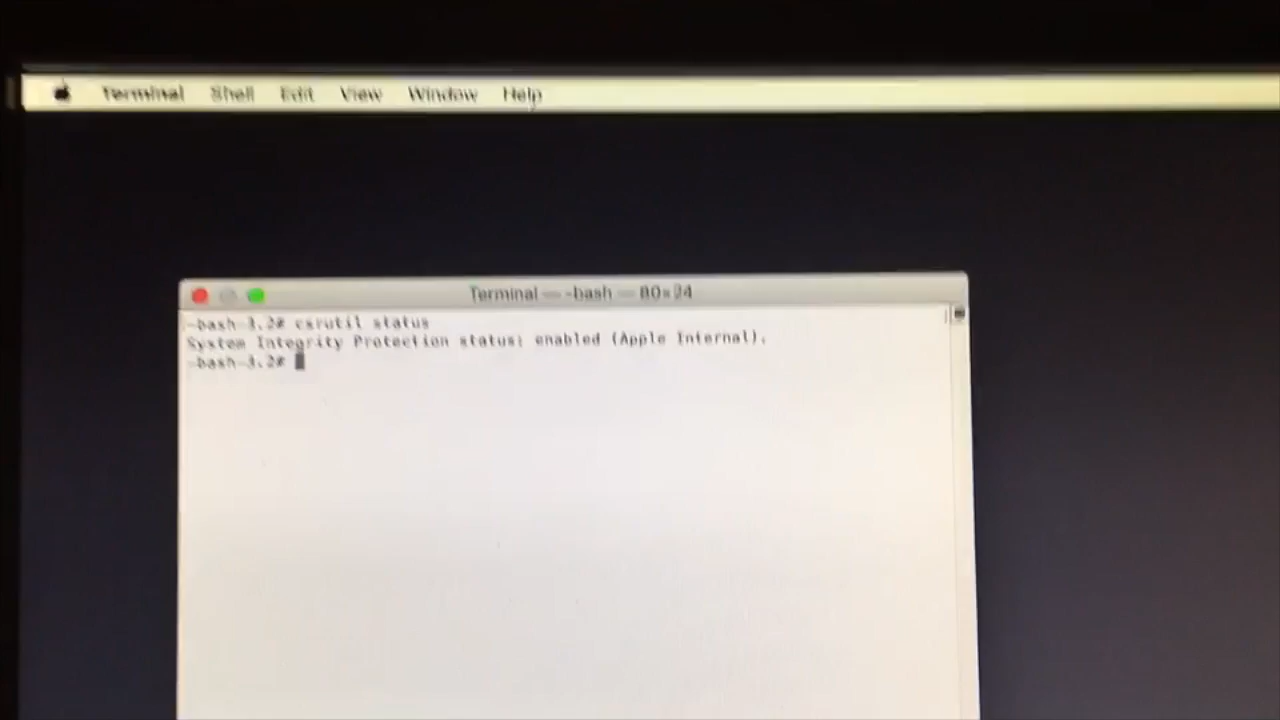 Terminal Shell Edit View Window Help
Terminal — -bash — 80×24
-bash-3.2# csrutil status
System Integrity Protection status: enabled (Apple Internal).
-bash-3.2#